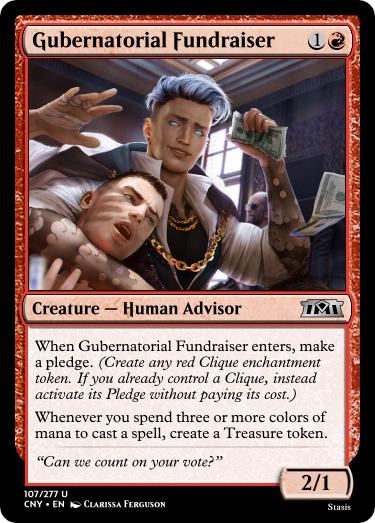 Gubernatorial Fundraiser 1
Creature — Human Advisor
When Gubernatorial Fundraiser enters, make
a pledge. (Create any red Clique enchantment
token. If you already control a Clique, instead
activate its Pledge without paying its cost.)
Whenever you spend three or more colors of
mana to cast a spell, create a Treasure token.
“Can we count on your vote?”
2/1
107/277 U
CNY • EN Clarissa Ferguson
Stasis